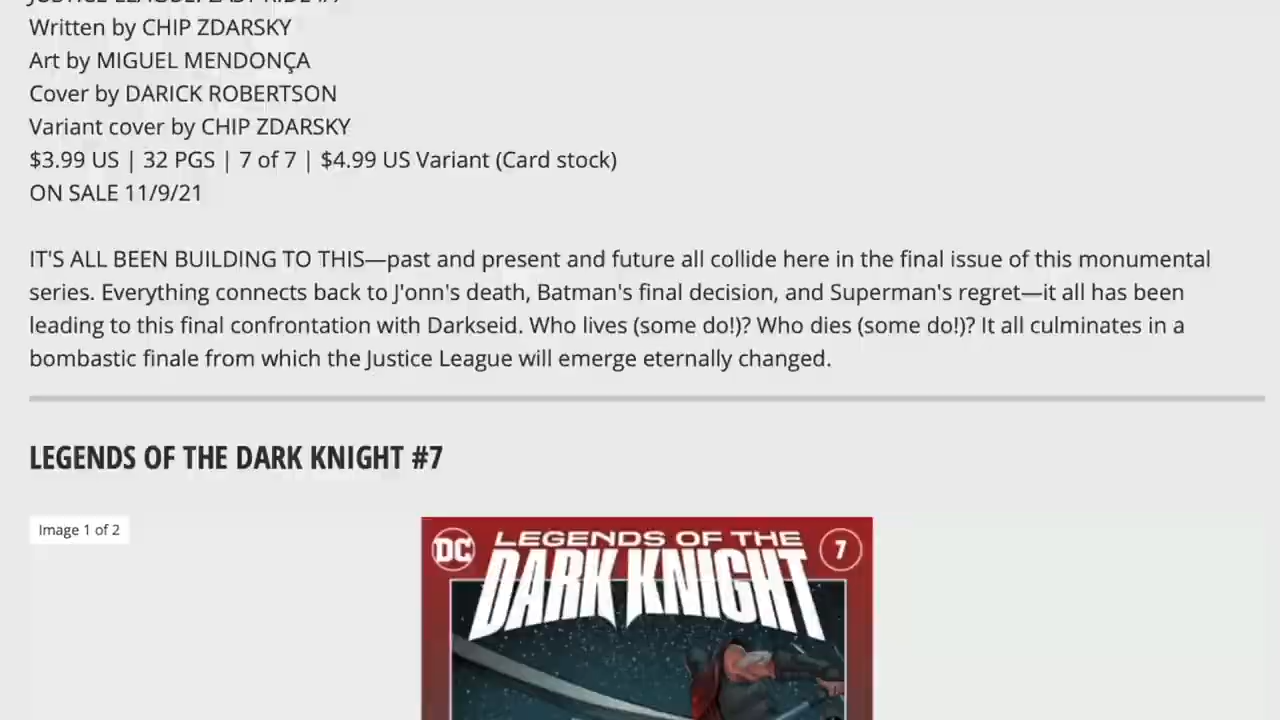 JUSTICE LEAGUE: LAST RIDE #7
Written by CHIP ZDARSKY
Art by MIGUEL MENDONÇA
Cover by DARICK ROBERTSON
Variant cover by CHIP ZDARSKY
$3.99 US | 32 PGS | 7 of 7 | $4.99 US Variant (Card stock)
ON SALE 11/9/21
IT'S ALL BEEN BUILDING TO THIS—past and present and future all collide here in the final issue of this monumental
series. Everything connects back to J'onn's death, Batman's final decision, and Superman's regret—it all has been
leading to this final confrontation with Darkseid. Who lives (some do!)? Who dies (some do!)? It all culminates in a
bombastic finale from which the Justice League will emerge eternally changed.
LEGENDS OF THE DARK KNIGHT #7
Image 1 of 2
DC
LEGENDS OF THE
DARK KNIGHT
7